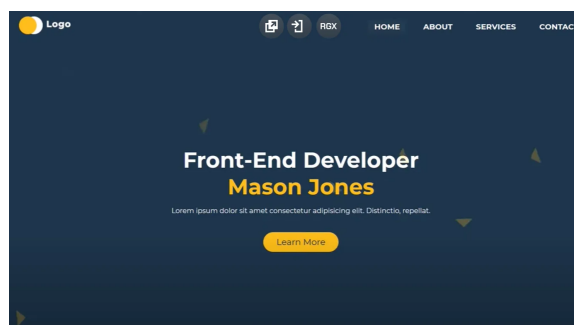 Logo
RGX
HOME ABOUT SERVICES CONTAC
Front-End Developer
Mason Jones
Lorem ipsum dolor sit amet consectetur adipisicing elit. Distinctio, repellat.
Learn More